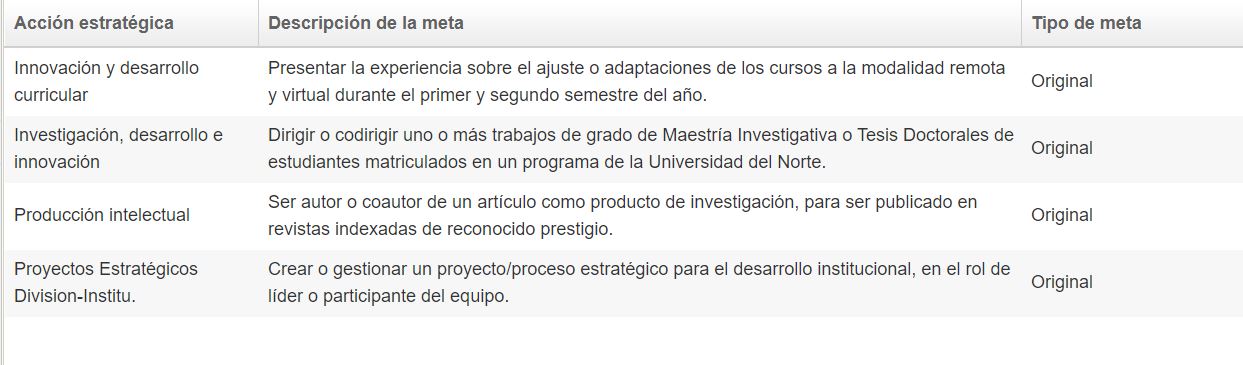 Acción estratégica
Descripción de la meta
Tipo de meta
Innovación y desarrollo
curricular
Presentar la experiencia sobre el ajuste o adaptaciones de los cursos a la modalidad remota
y virtual durante el primer y segundo semestre del año.
Original
Investigación, desarrollo e
innovación
Dirigir o codirigir uno o más trabajos de grado de Maestría Investigativa o Tesis Doctorales de
estudiantes matriculados en un programa de la Universidad del Norte.
Original
Producción intelectual
Ser autor o coautor de un artículo como producto de investigación, para ser publicado en
revistas indexadas de reconocido prestigio.
Original
Proyectos Estratégicos
Division-Institu.
Crear o gestionar un proyecto/proceso estratégico para el desarrollo institucional, en el rol de
líder o participante del equipo.
Original